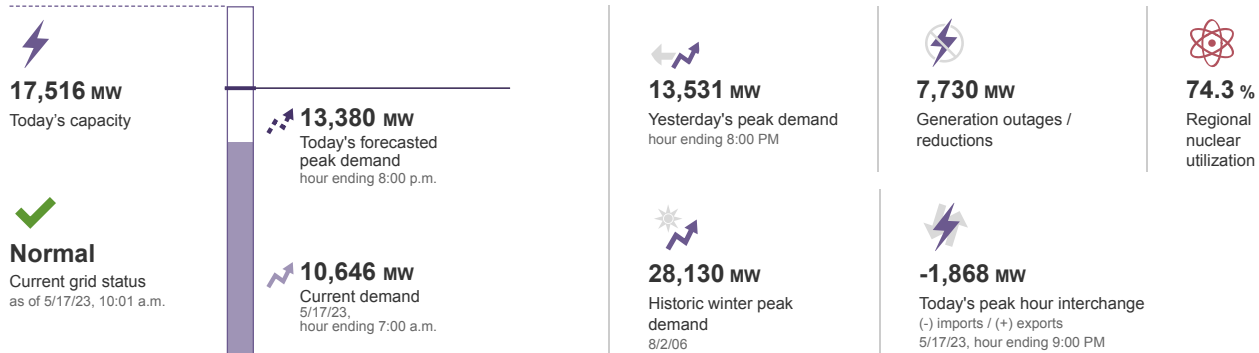 17,516 MW
Today's capacity
Normal
Current grid status
as of 5/17/23, 10:01 a.m.
13,380 MW
Today's forecasted
peak demand
hour ending 8:00 p.m.
10,646 MW
Current demand
5/17/23,
hour ending 7:00 a.m.
13,531 MW
Yesterday's peak demand
hour ending 8:00 PM
7,730 MW
Generation outages /
reductions
74.3 %
Regional
nuclear
utilization
28,130 MW
Historic winter peak
demand
8/2/06
-1,868 MW
Today's peak hour interchange
(-) imports / (+) exports
5/17/23, hour ending 9:00 PM